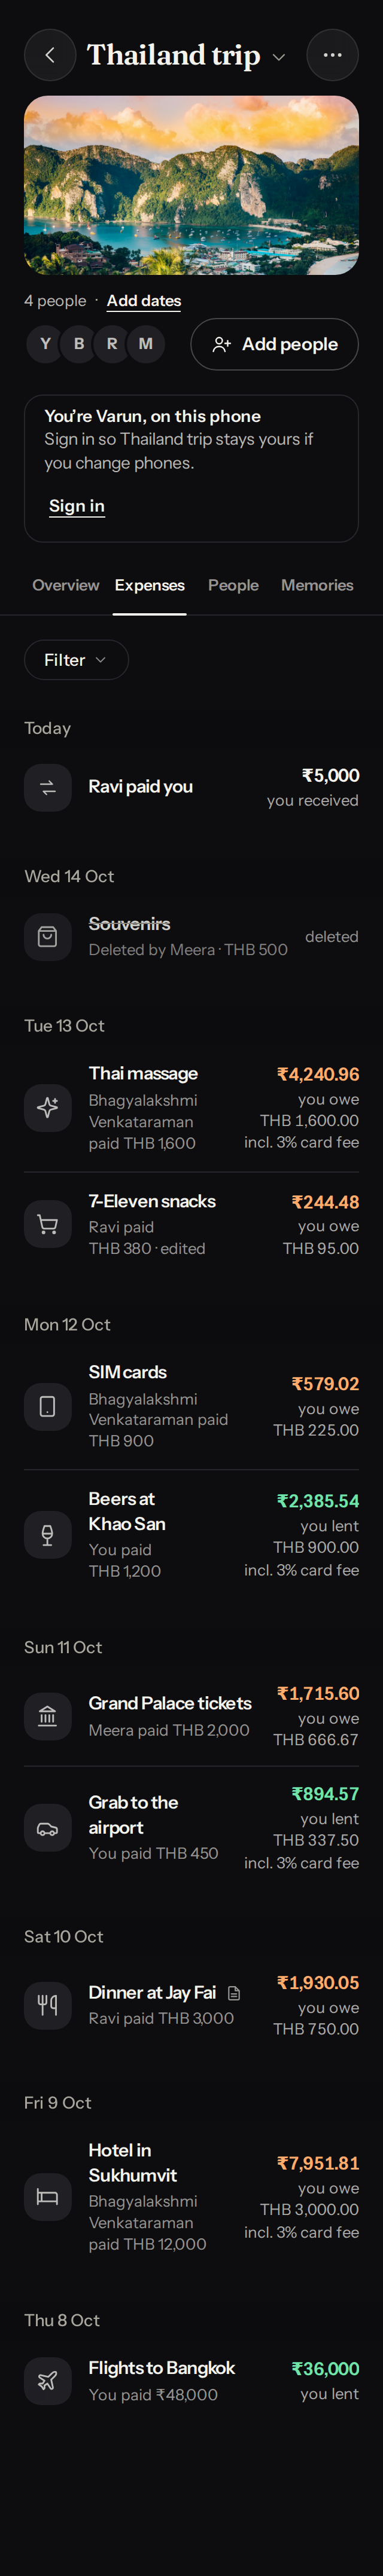 Thailand trip
4 people · Add dates
Y B R M
Add people
You’re Varun, on this phone
Sign in so Thailand trip stays yours if
you change phones.
Sign in
Overview Expenses People Memories
Filter
Today
Ravi paid you
₹5,000
you received
Wed 14 Oct
Souvenirs
Deleted by Meera · THB 500
deleted
Tue 13 Oct
Thai massage
Bhagyalakshmi
Venkataraman
paid THB 1,600
₹4,240.96
you owe
THB 1,600.00
incl. 3% card fee
7-Eleven snacks
Ravi paid
THB 380 · edited
₹244.48
you owe
THB 95.00
Mon 12 Oct
SIM cards
Bhagyalakshmi
Venkataraman paid
THB 900
₹579.02
you owe
THB 225.00
Beers at
Khao San
You paid
THB 1,200
₹2,385.54
you lent
THB 900.00
incl. 3% card fee
Sun 11 Oct
Grand Palace tickets
Meera paid THB 2,000
₹1,715.60
you owe
THB 666.67
Grab to the
airport
You paid THB 450
₹894.57
you lent
THB 337.50
incl. 3% card fee
Sat 10 Oct
Dinner at Jay Fai
Ravi paid THB 3,000
₹1,930.05
you owe
THB 750.00
Fri 9 Oct
Hotel in
Sukhumvit
Bhagyalakshmi
Venkataraman
paid THB 12,000
₹7,951.81
you owe
THB 3,000.00
incl. 3% card fee
Thu 8 Oct
Flights to Bangkok
You paid ₹48,000
₹36,000
you lent